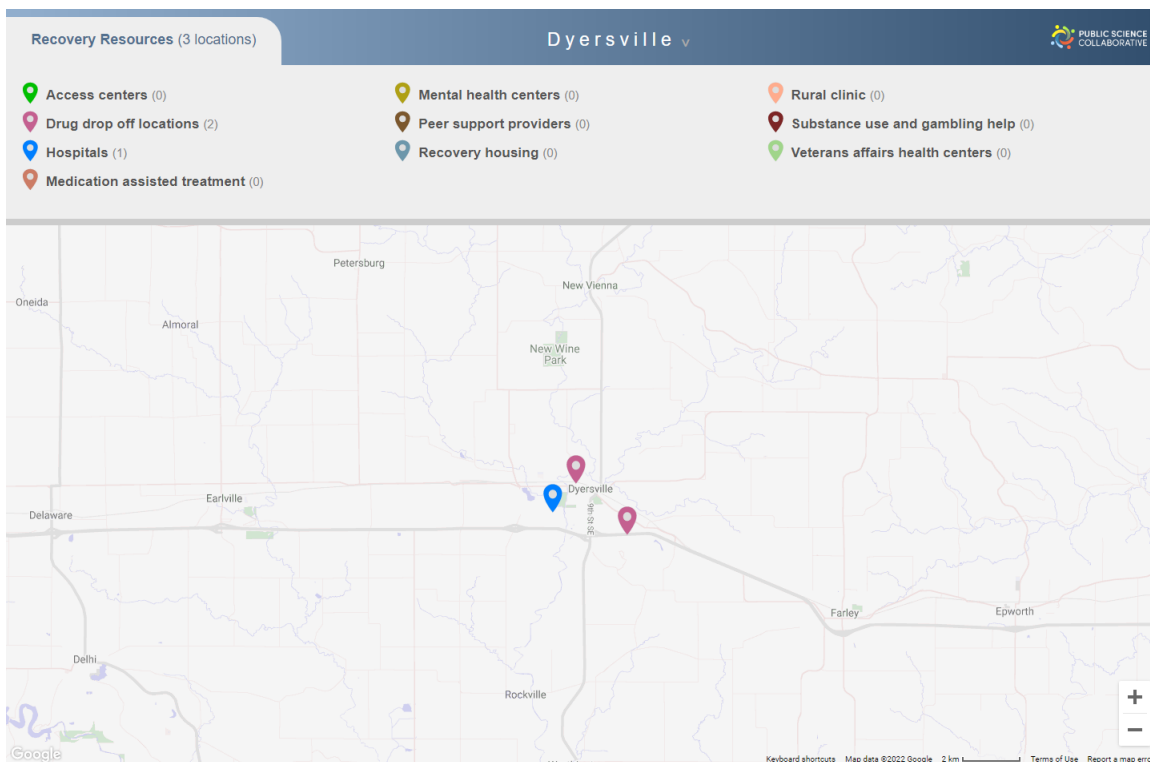 Recovery Resources (3 locations)
Dyersville v
PUBLIC SCIENCE
COLLABORATIVE
Access centers (0)
Mental health centers (0)
Rural clinic (0)
Drug drop off locations (2)
Peer support providers (0)
Substance use and gambling help (0)
Hospitals (1)
Recovery housing (0)
Veterans affairs health centers (0)
Medication assisted treatment (0)
Petersburg
New Vienna
Oneida
Almoral
New Wine
Park
Dyersville
Earlville
9th St SE
Delaware
Farley
Epworth
Delhi
Rockville
Google
Keyboard shortcuts Map data ©2022 Google 2 km Terms of Use Report a map erro